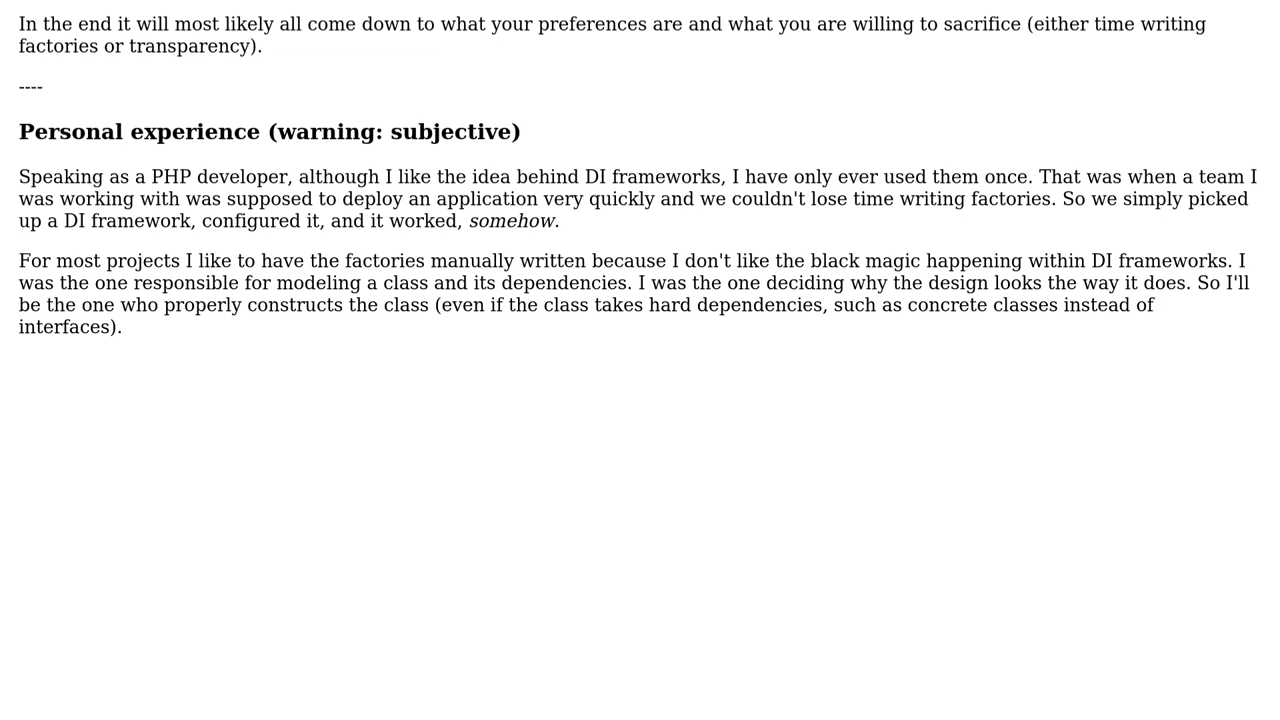 In the end it will most likely all come down to what your preferences are and what you are willing to sacrifice (either time writing
factories or transparency).
----
Personal experience (warning: subjective)
Speaking as a PHP developer, although I like the idea behind DI frameworks, I have only ever used them once. That was when a team I
was working with was supposed to deploy an application very quickly and we couldn't lose time writing factories. So we simply picked
up a DI framework, configured it, and it worked, somehow.
For most projects I like to have the factories manually written because I don't like the black magic happening within DI frameworks. I
was the one responsible for modeling a class and its dependencies. I was the one deciding why the design looks the way it does. So I'll
be the one who properly constructs the class (even if the class takes hard dependencies, such as concrete classes instead of
interfaces).